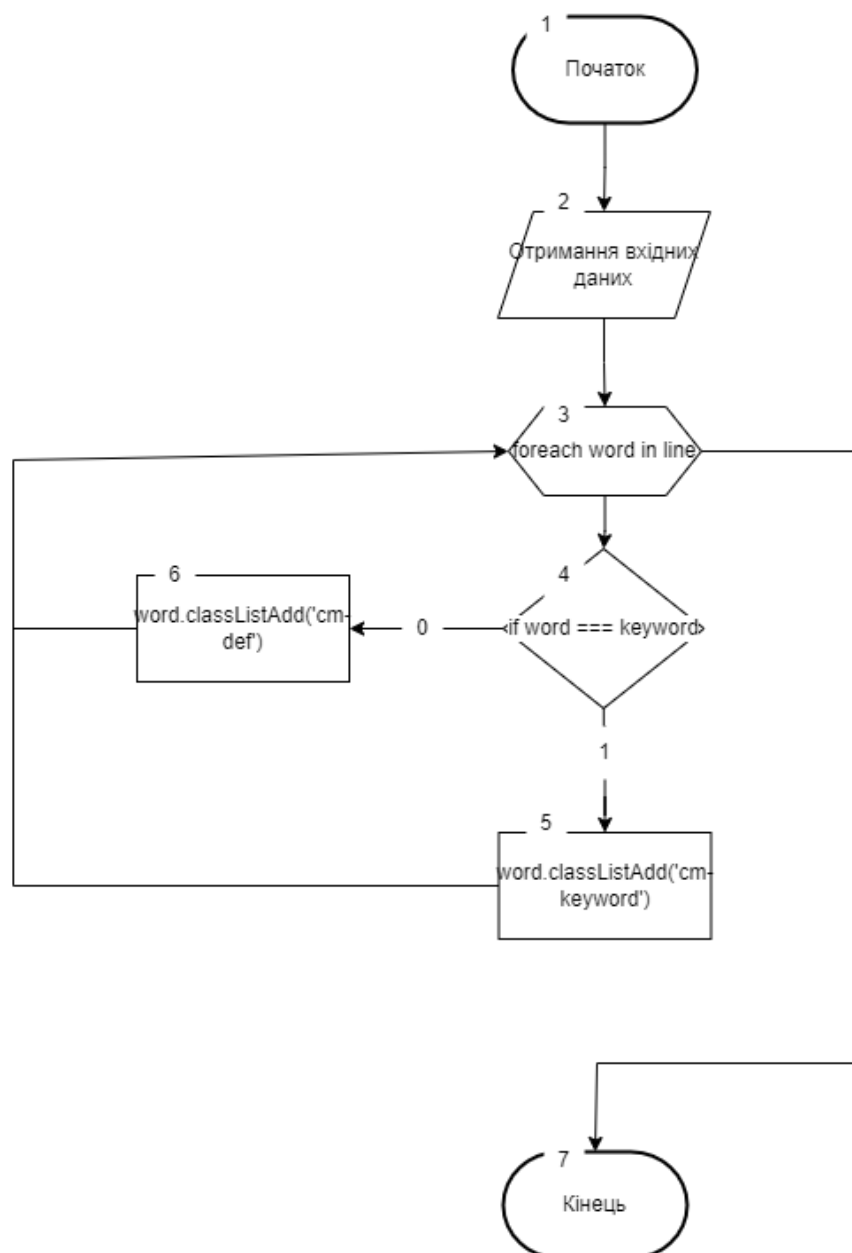 1
Початок
2
Отримання вхідних
даних
3
foreach word in line
4
if word === keyword
0
6
word.classListAdd('cm-
def')
1
5
word.classListAdd('cm-
keyword')
7
Кінець